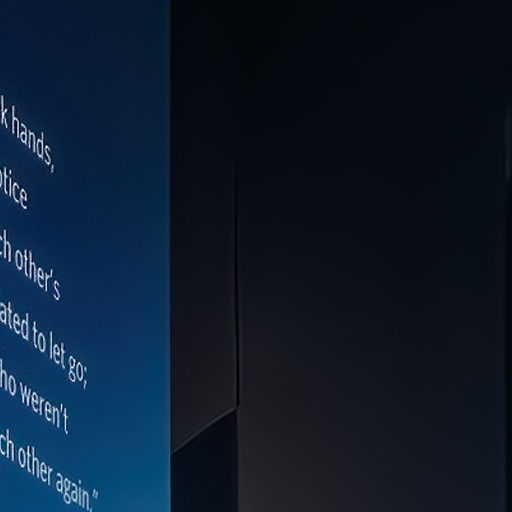 k hands,
otice
ch other's
ated to let go;
ho weren't
ch other again."